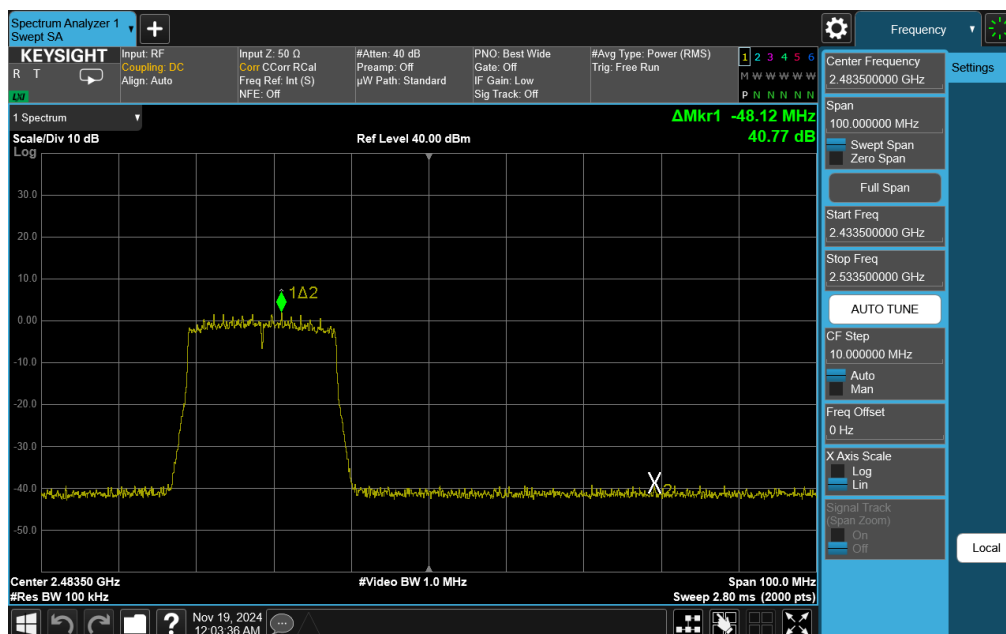 Spectrum Analyzer 1
Swept SA
Frequency
KEYSIGHT
R T
LXI
Input: RF
Coupling: DC
Align: Auto
Input Z: 50 Ω
Corr CCorr RCal
Freq Ref: Int (S)
NFE: Off
#Atten: 40 dB
Preamp: Off
µW Path: Standard
PNO: Best Wide
Gate: Off
IF Gain: Low
Sig Track: Off
#Avg Type: Power (RMS)
Trig: Free Run
1 2 3 4 5 6
M W W W W W
P N N N N N
1 Spectrum
Scale/Div 10 dB
Ref Level 40.00 dBm
ΔMkr1 -48.12 MHz
40.77 dB
Log
30.0
20.0
10.0
0.00
-10.0
-20.0
-30.0
-40.0
-50.0
1Δ2
X2
Center 2.48350 GHz
#Res BW 100 kHz
#Video BW 1.0 MHz
Span 100.0 MHz
Sweep 2.80 ms (2000 pts)
Center Frequency
2.483500000 GHz
Span
100.000000 MHz
Swept Span
Zero Span
Full Span
Start Freq
2.433500000 GHz
Stop Freq
2.533500000 GHz
AUTO TUNE
CF Step
10.000000 MHz
Auto
Man
Freq Offset
0 Hz
X Axis Scale
Log
Lin
Signal Track
(Span Zoom)
On
Off
Settings
Local
?
Nov 19, 2024
12:03:36 AM